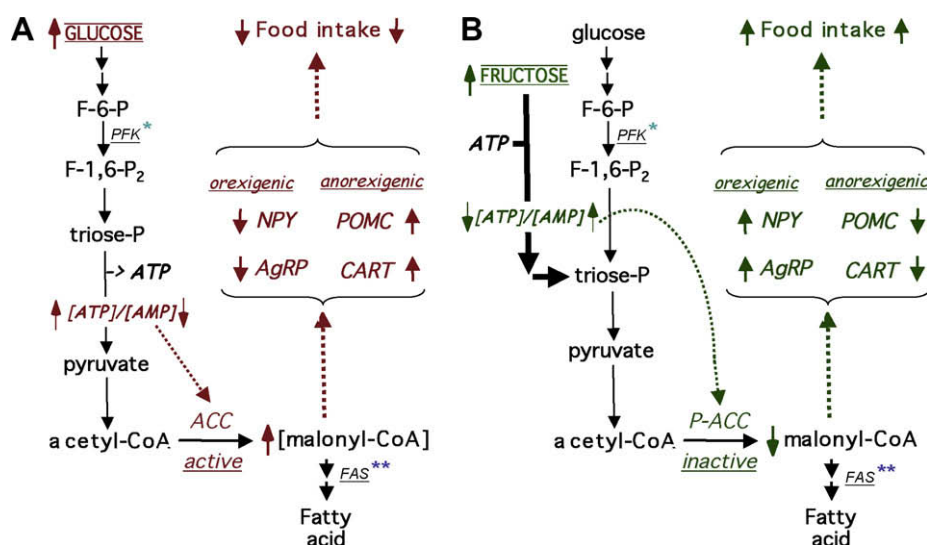 A
GLUCOSE
F-6-P
PFK *
F-1,6-P₂
triose-P
-> ATP
[ATP]/[AMP]
pyruvate
acetyl-CoA
ACC
active
[malonyl-CoA]
FAS **
Fatty
acid
Food intake
orexigenic anorexigenic
NPY POMC
AgRP CART
B
glucose
FRUCTOSE
F-6-P
ATP
PFK *
F-1,6-P₂
[ATP]/[AMP]
triose-P
pyruvate
acetyl-CoA
P-ACC
inactive
malonyl-CoA
FAS **
Fatty
acid
Food intake
orexigenic anorexigenic
NPY POMC
AgRP CART